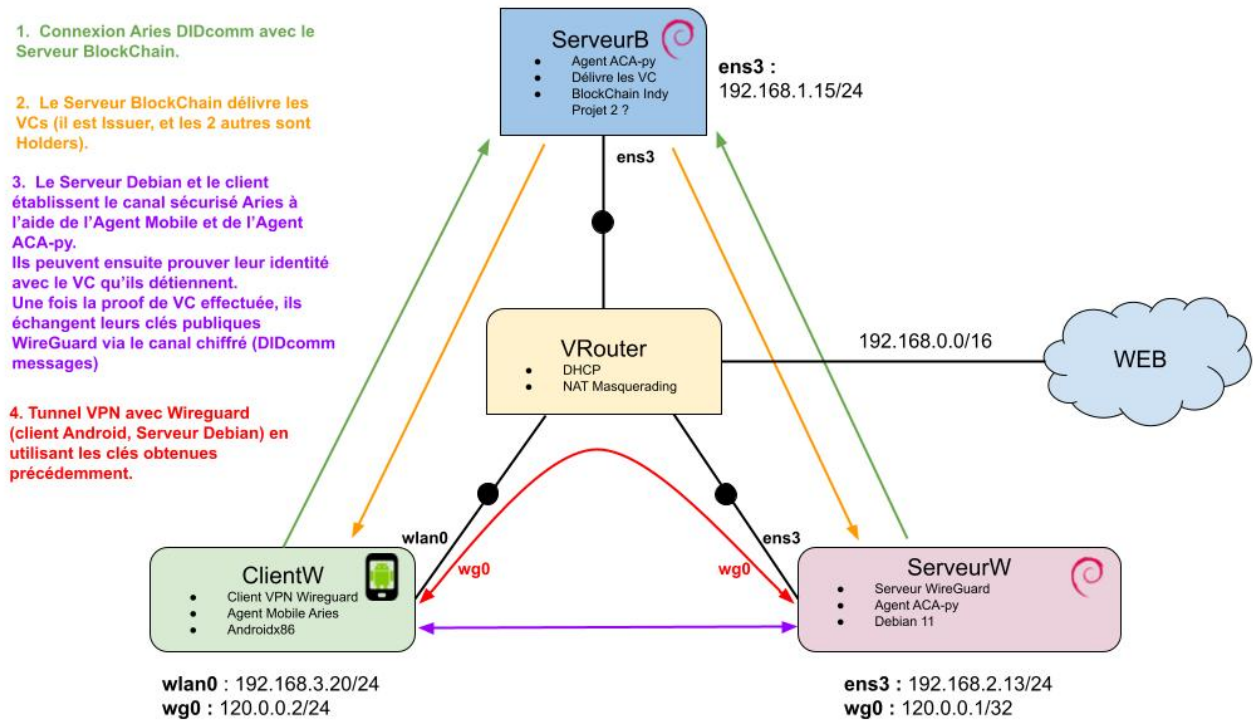 1. Connexion Aries DIDcomm avec le
Serveur BlockChain.
2. Le Serveur BlockChain délivre les
VCs (il est Issuer, et les 2 autres sont
Holders).
3. Le Serveur Debian et le client
établissent le canal sécurisé Aries à
l'aide de l'Agent Mobile et de l'Agent
ACA-py.
Ils peuvent ensuite prouver leur identité
avec le VC qu'ils détiennent.
Une fois la proof de VC effectuée, ils
échangent leurs clés publiques
WireGuard via le canal chiffré (DIDcomm
messages)
4. Tunnel VPN avec Wireguard
(client Android, Serveur Debian) en
utilisant les clés obtenues
précédemment.
ServeurB
● Agent ACA-py
● Délivre les VC
● BlockChain Indy
Projet 2 ?
ens3 :
192.168.1.15/24
ens3
VRouter
● DHCP
● NAT Masquerading
192.168.0.0/16
WEB
wlan0
ens3
wg0
wg0
ClientW
● Client VPN Wireguard
● Agent Mobile Aries
● Androidx86
ServeurW
● Serveur WireGuard
● Agent ACA-py
● Debian 11
wlan0 : 192.168.3.20/24
wg0 : 120.0.0.2/24
ens3 : 192.168.2.13/24
wg0 : 120.0.0.1/32